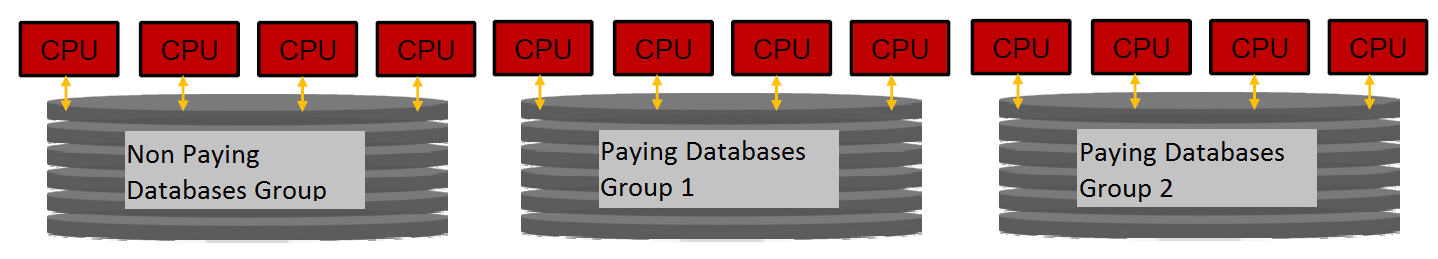 CPU CPU CPU CPU CPU CPU CPU CPU CPU CPU CPU CPU
Non Paying
Databases Group
Paying Databases
Group 1
Paying Databases
Group 2